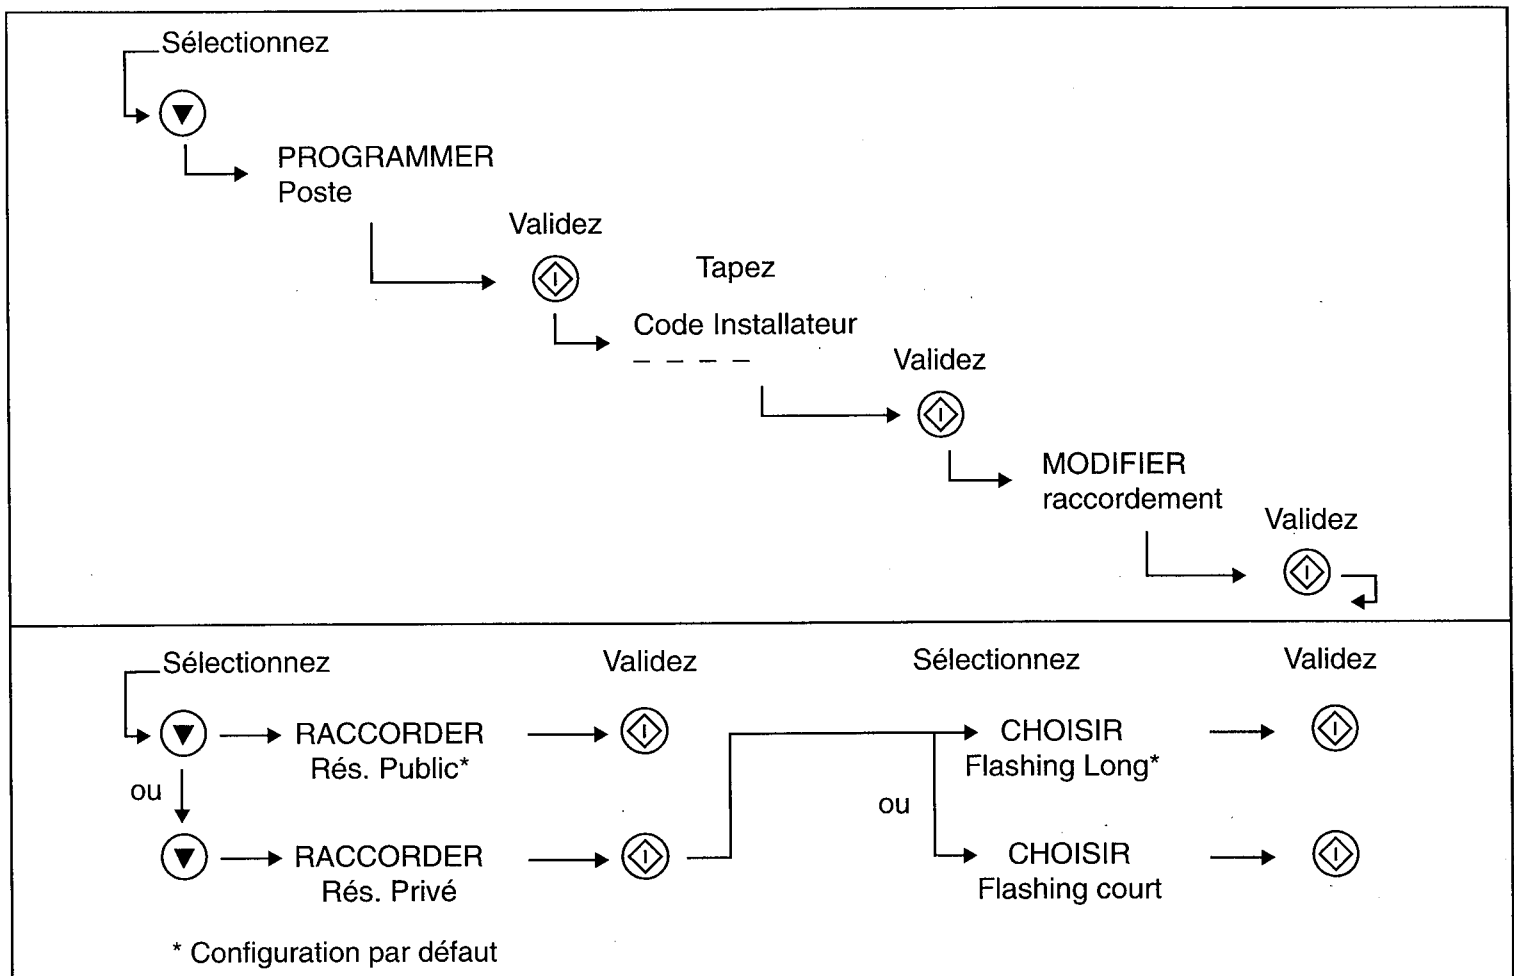 Sélectionnez
PROGRAMMER
Poste
Validez
Tapez
Code Installateur
_ _ _ _
Validez
MODIFIER
raccordement
Validez
Sélectionnez Validez Sélectionnez Validez
RACCORDER CHOISIR
Rés. Public* Flashing Long*
ou ou
RACCORDER CHOISIR
Rés. Privé Flashing court
* Configuration par défaut